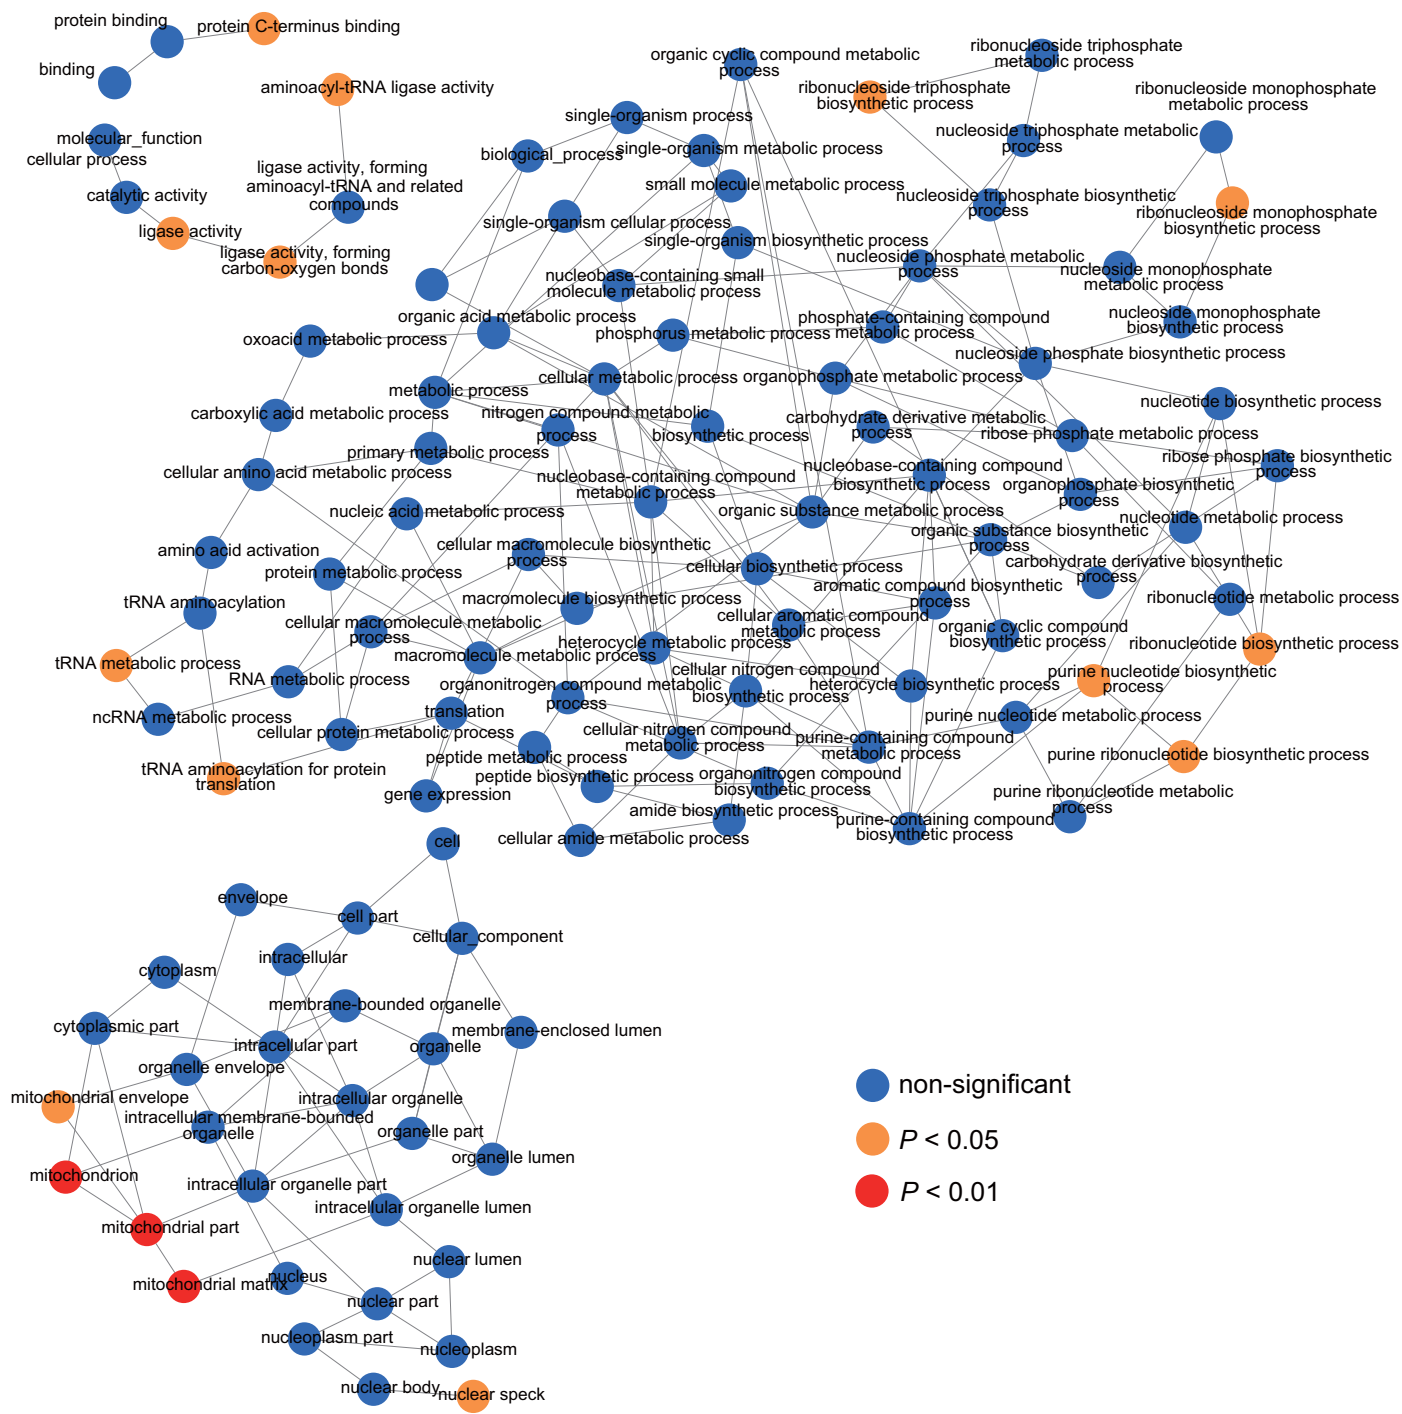 protein binding
protein C-terminus binding
binding
aminoacyl-tRNA ligase activity
molecular_function
cellular process
catalytic activity
ligase activity
ligase activity, forming
aminoacyl-tRNA and related
compounds
ligase activity, forming
carbon-oxygen bonds
organic cyclic compound metabolic
process
ribonucleoside triphosphate
metabolic process
ribonucleoside triphosphate
biosynthetic process
ribonucleoside monophosphate
metabolic process
single-organism process
nucleoside triphosphate metabolic
process
biological_process
single-organism metabolic process
small molecule metabolic process
nucleoside triphosphate biosynthetic
process
ribonucleoside monophosphate
biosynthetic process
single-organism cellular process
single-organism biosynthetic process
nucleoside phosphate metabolic
process
nucleobase-containing small
molecule metabolic process
nucleoside monophosphate
metabolic process
organic acid metabolic process
oxoacid metabolic process
phosphorus metabolic process
phosphate-containing compound
metabolic process
nucleoside monophosphate
biosynthetic process
nucleoside phosphate biosynthetic process
metabolic process
cellular metabolic process
organophosphate metabolic process
nucleotide biosynthetic process
carboxylic acid metabolic process
nitrogen compound metabolic
process
biosynthetic process
carbohydrate derivative metabolic
process
ribose phosphate metabolic process
primary metabolic process
ribose phosphate biosynthetic
process
cellular amino acid metabolic process
nucleobase-containing compound
metabolic process
nucleobase-containing compound
biosynthetic process
organophosphate biosynthetic
process
nucleic acid metabolic process
organic substance metabolic process
nucleotide metabolic process
organic substance biosynthetic
process
amino acid activation
cellular macromolecule biosynthetic
process
protein metabolic process
cellular biosynthetic process
carbohydrate derivative biosynthetic
process
aromatic compound biosynthetic
process
tRNA aminoacylation
macromolecule biosynthetic process
ribonucleotide metabolic process
cellular macromolecule metabolic
process
cellular aromatic compound
metabolic process
organic cyclic compound
biosynthetic process
heterocycle metabolic process
ribonucleotide biosynthetic process
tRNA metabolic process
macromolecule metabolic process
RNA metabolic process
cellular nitrogen compound
biosynthetic process
heterocycle biosynthetic process
purine nucleotide biosynthetic
process
organonitrogen compound metabolic
process
ncRNA metabolic process
translation
purine nucleotide metabolic process
cellular protein metabolic process
cellular nitrogen compound
metabolic process
purine-containing compound
metabolic process
peptide metabolic process
purine ribonucleotide biosynthetic process
tRNA aminoacylation for protein
translation
peptide biosynthetic process
organonitrogen compound
biosynthetic process
gene expression
purine ribonucleotide metabolic
process
amide biosynthetic process
purine-containing compound
biosynthetic process
cellular amide metabolic process
cell
envelope
cell part
cellular_component
intracellular
cytoplasm
membrane-bounded organelle
cytoplasmic part
membrane-enclosed lumen
intracellular part
organelle
organelle envelope
mitochondrial envelope
intracellular organelle
intracellular membrane-bounded
organelle
organelle part
organelle lumen
mitochondrion
intracellular organelle part
intracellular organelle lumen
mitochondrial part
nuclear lumen
mitochondrial matrix
nucleus
nuclear part
nucleoplasm part
nucleoplasm
nuclear body
nuclear speck
non-significant
P < 0.05
P < 0.01